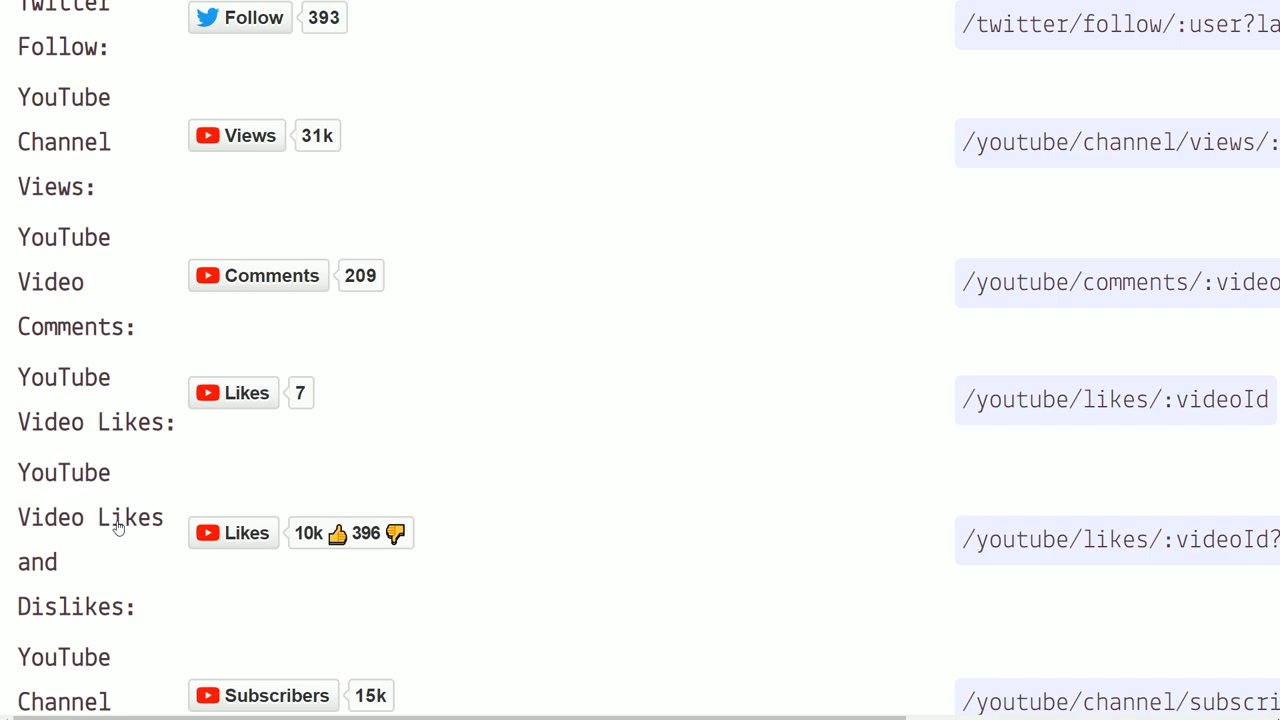 Twitter
Follow:
Follow 393
/twitter/follow/:user?la
YouTube
Channel
Views:
Views 31k
/youtube/channel/views/:
YouTube
Video
Comments:
Comments 209
/youtube/comments/:video
YouTube
Video Likes:
Likes 7
/youtube/likes/:videoId
YouTube
Video Likes
and
Dislikes:
Likes 10k 👍 396 👎
/youtube/likes/:videoId?
YouTube
Channel
Subscribers 15k
/youtube/channel/subscri